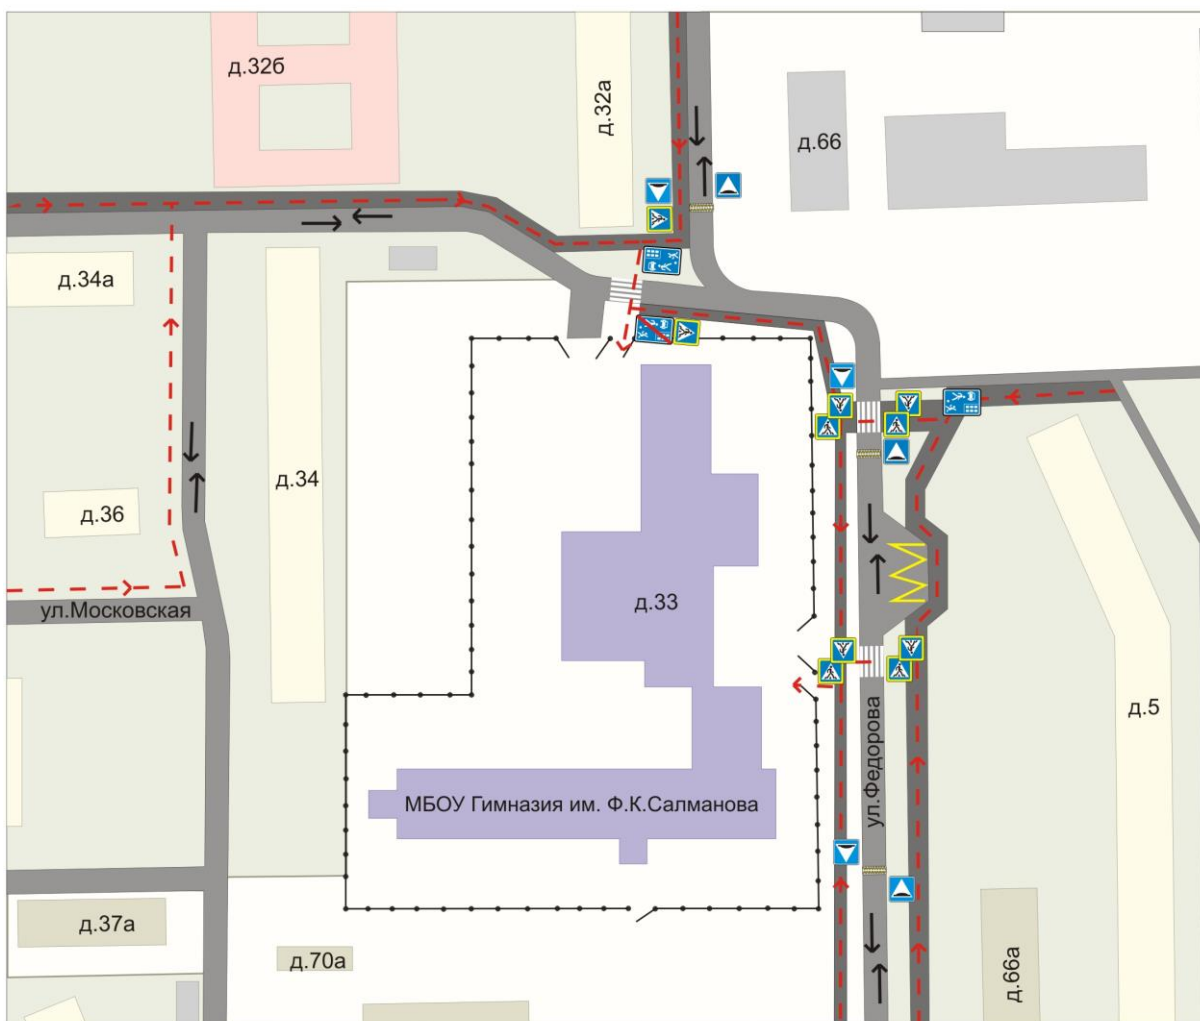 д.32б
д.32а
д.66
д.34а
д.34
д.36
д.33
ул.Московская
д.5
ул.Федорова
МБОУ Гимназия им. Ф.К.Салманова
д.37а
д.70а
д.66а